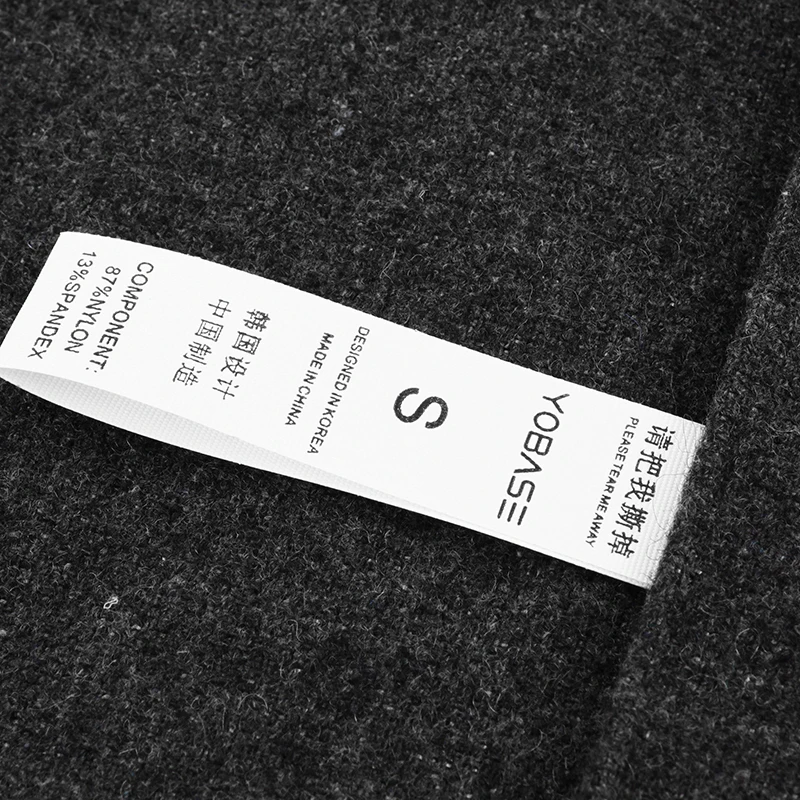 请把我撕掉
PLEASE TEAR ME AWAY
YOBASE
S
DESIGNED IN KOREA
MADE IN CHINA
韩国设计
中国制造
COMPONENT:
87%NYLON
13%SPANDEX